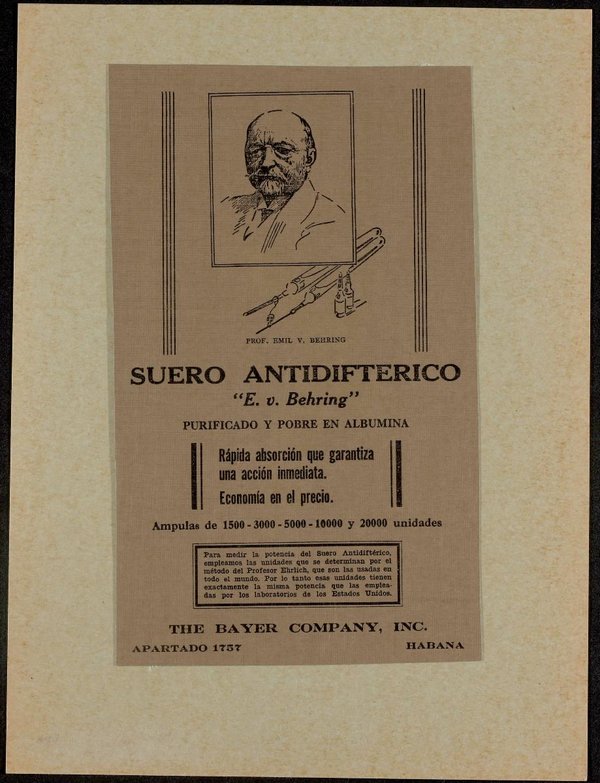 PROF. EMIL V. BEHRING
SUERO ANTIDIFTERICO
"E. v. Behring"
PURIFICADO Y POBRE EN ALBUMINA
Rápida absorción que garantiza
una acción inmediata.
Economía en el precio.
Ampulas de 1500 - 3000 - 5000 - 10000 y 20000 unidades
Para medir la potencia del Suero Antidiftérico,
empleamos las unidades que se determinan por el
método del Profesor Ehrlich, que son las usadas en
todo el mundo. Por lo tanto esas unidades tienen
exactamente la misma potencia que las emplea-
das por los laboratorios de los Estados Unidos.
THE BAYER COMPANY, INC.
APARTADO 1757 HABANA